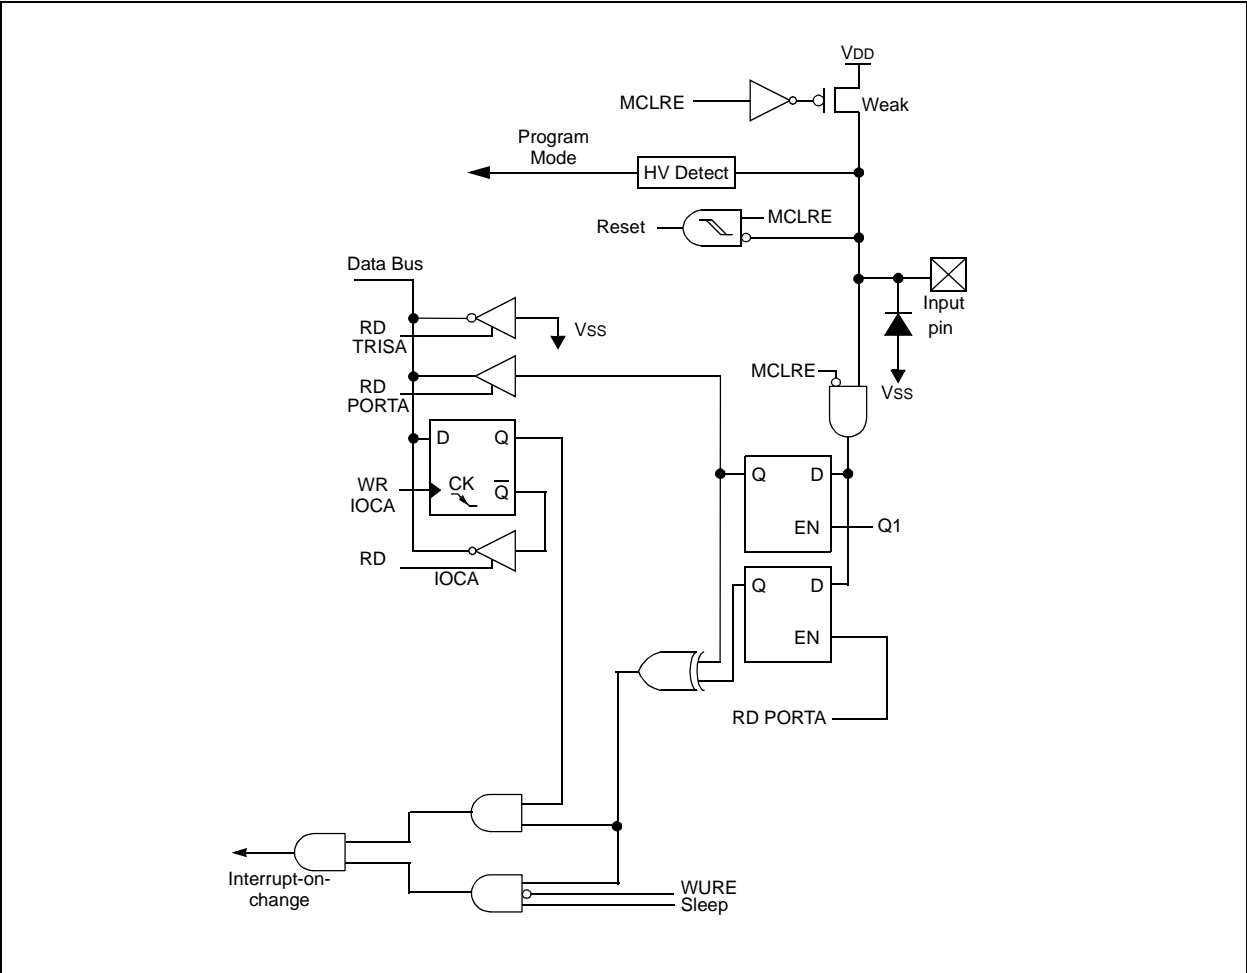 VDD
MCLRE
Weak
Program
Mode
HV Detect
MCLRE
Reset
Data Bus
Input
pin
RD
TRISA
VSS
RD
PORTA
MCLRE
VSS
D
Q
CK
Q
WR
IOCA
RD
IOCA
Q
D
EN
Q1
Q
D
EN
RD PORTA
Interrupt-on-
change
WURE
Sleep